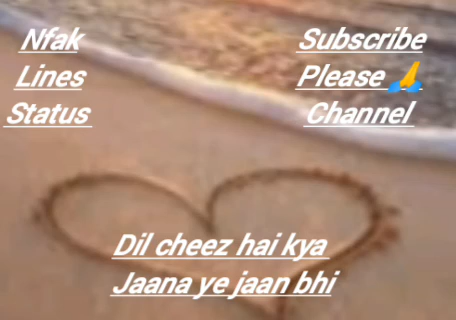 Nfak
Lines
Status
Subscribe
Please 🙏
Channel
Dil cheez hai kya
Jaana ye jaan bhi